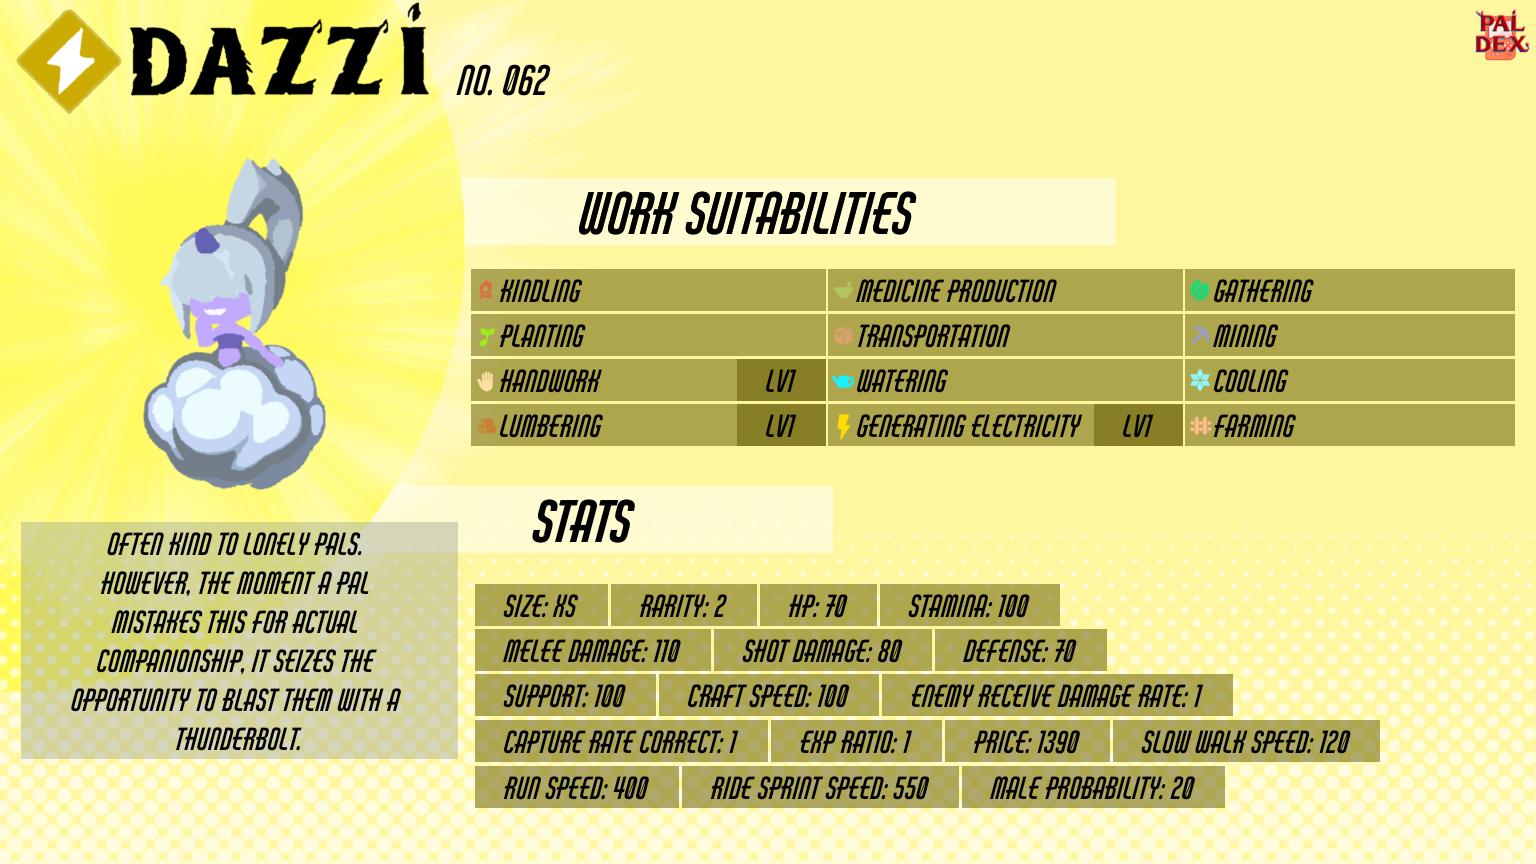 DAZZI
NO. 062
PAL
DEX
WORK SUITABILITIES
KINDLING
MEDICINE PRODUCTION
GATHERING
PLANTING
TRANSPORTATION
MINING
HANDWORK LV1
WATERING
COOLING
LUMBERING LV1
GENERATING ELECTRICITY LV1
FARMING
STATS
OFTEN KIND TO LONELY PALS.
HOWEVER, THE MOMENT A PAL
MISTAKES THIS FOR ACTUAL
COMPANIONSHIP, IT SEIZES THE
OPPORTUNITY TO BLAST THEM WITH A
THUNDERBOLT.
SIZE: XS
RARITY: 2
HP: 70
STAMINA: 100
MELEE DAMAGE: 110
SHOT DAMAGE: 80
DEFENSE: 70
SUPPORT: 100
CRAFT SPEED: 100
ENEMY RECEIVE DAMAGE RATE: 1
CAPTURE RATE CORRECT: 1
EXP RATIO: 1
PRICE: 1390
SLOW WALK SPEED: 120
RUN SPEED: 400
RIDE SPRINT SPEED: 550
MALE PROBABILITY: 20